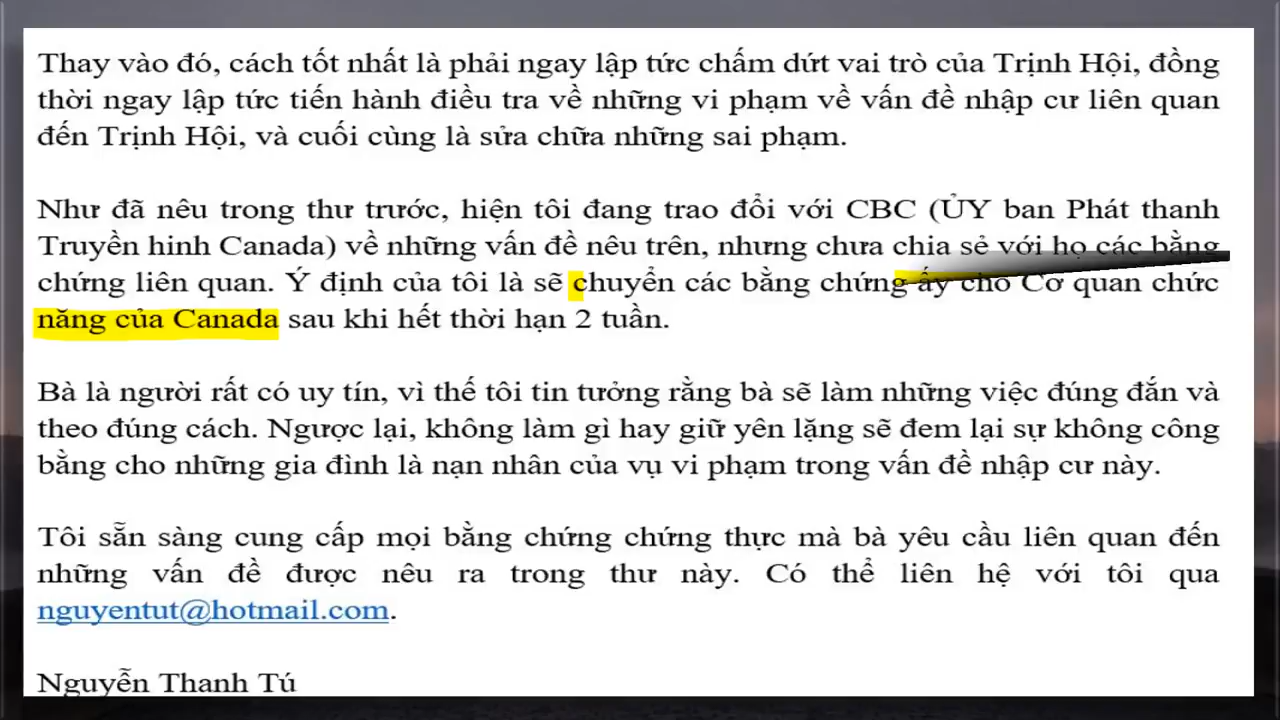 Thay vào đó, cách tốt nhất là phải ngay lập tức chấm dứt vai trò của Trịnh Hội, đồng
thời ngay lập tức tiến hành điều tra về những vi phạm về vấn đề nhập cư liên quan
đến Trịnh Hội, và cuối cùng là sửa chữa những sai phạm.
Như đã nêu trong thư trước, hiện tôi đang trao đổi với CBC (ỦY ban Phát thanh
Truyền hinh Canada) về những vấn đề nêu trên, nhưng chưa chia sẻ với họ các bằng
chứng liên quan. Ý định của tôi là sẽ chuyển các bằng chứng ấy cho Cơ quan chức
năng của Canada sau khi hết thời hạn 2 tuần.
Bà là người rất có uy tín, vì thế tôi tin tưởng rằng bà sẽ làm những việc đúng đắn và
theo đúng cách. Ngược lại, không làm gì hay giữ yên lặng sẽ đem lại sự không công
bằng cho những gia đình là nạn nhân của vụ vi phạm trong vấn đề nhập cư này.
Tôi sẵn sàng cung cấp mọi bằng chứng chứng thực mà bà yêu cầu liên quan đến
những vấn đề được nêu ra trong thư này. Có thể liên hệ với tôi qua
nguyentut@hotmail.com.
Nguyễn Thanh Tú